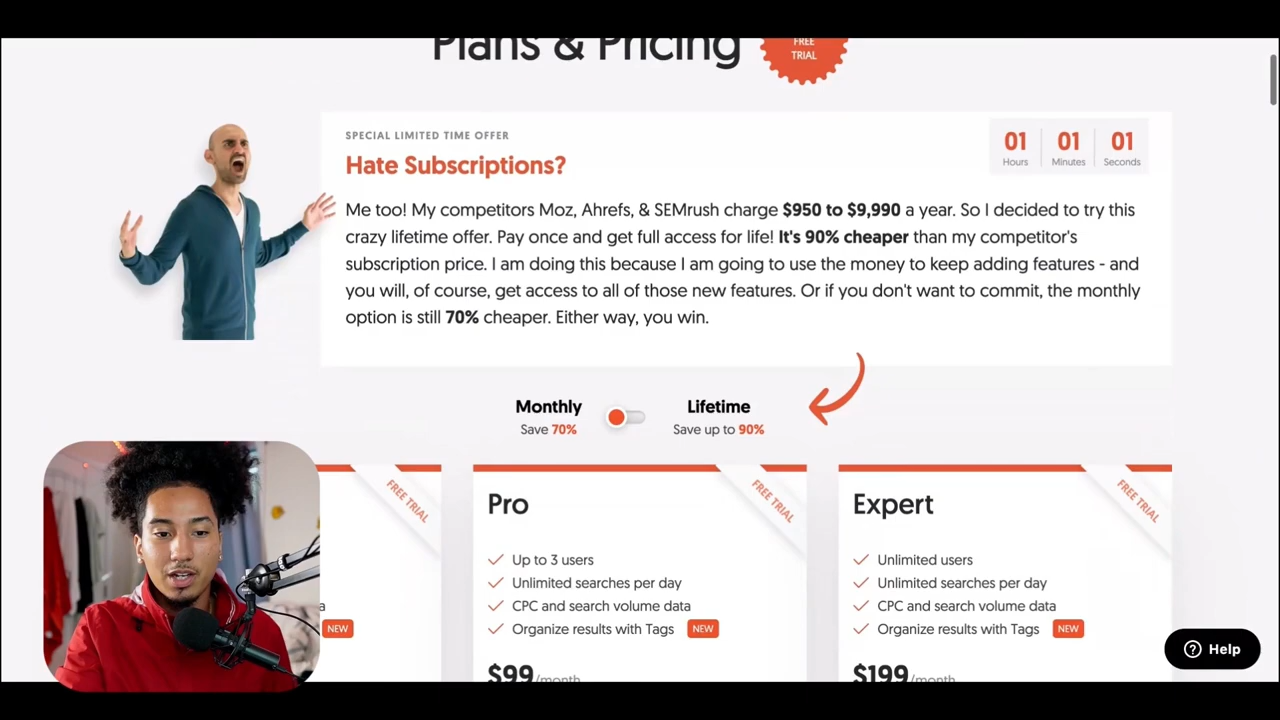 Plans & Pricing
FREE
TRIAL
SPECIAL LIMITED TIME OFFER
Hate Subscriptions?
01 01 01
Hours Minutes Seconds
Me too! My competitors Moz, Ahrefs, & SEMrush charge $950 to $9,990 a year. So I decided to try this
crazy lifetime offer. Pay once and get full access for life! It's 90% cheaper than my competitor's
subscription price. I am doing this because I am going to use the money to keep adding features - and
you will, of course, get access to all of those new features. Or if you don't want to commit, the monthly
option is still 70% cheaper. Either way, you win.
Monthly Lifetime
Save 70% Save up to 90%
FREE TRIAL
Pro
FREE TRIAL
Up to 3 users
Unlimited searches per day
CPC and search volume data
Organize results with Tags NEW
$99/month
Expert
FREE TRIAL
Unlimited users
Unlimited searches per day
CPC and search volume data
Organize results with Tags NEW
$199/month
a
NEW
Help